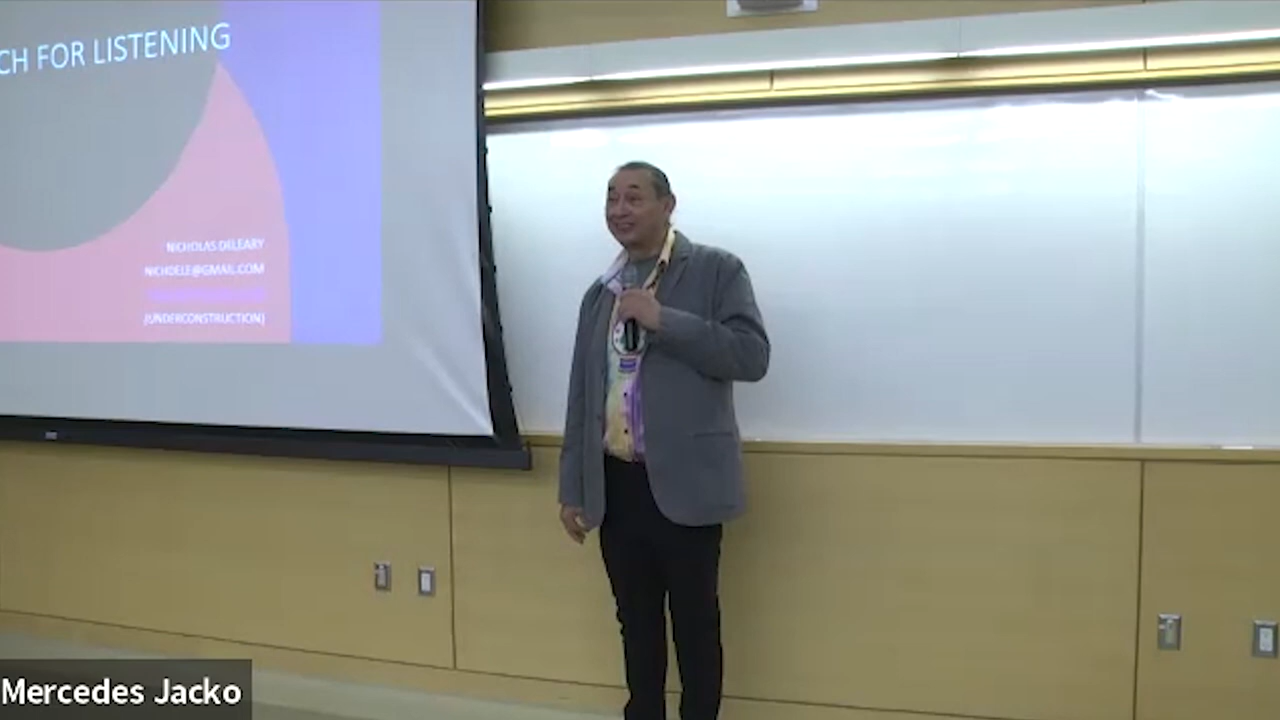 CH FOR LISTENING
NICHOLAS DELEARY
NICHDELE@GMAIL.COM
(UNDERCONSTRUCTION)
Mercedes Jacko